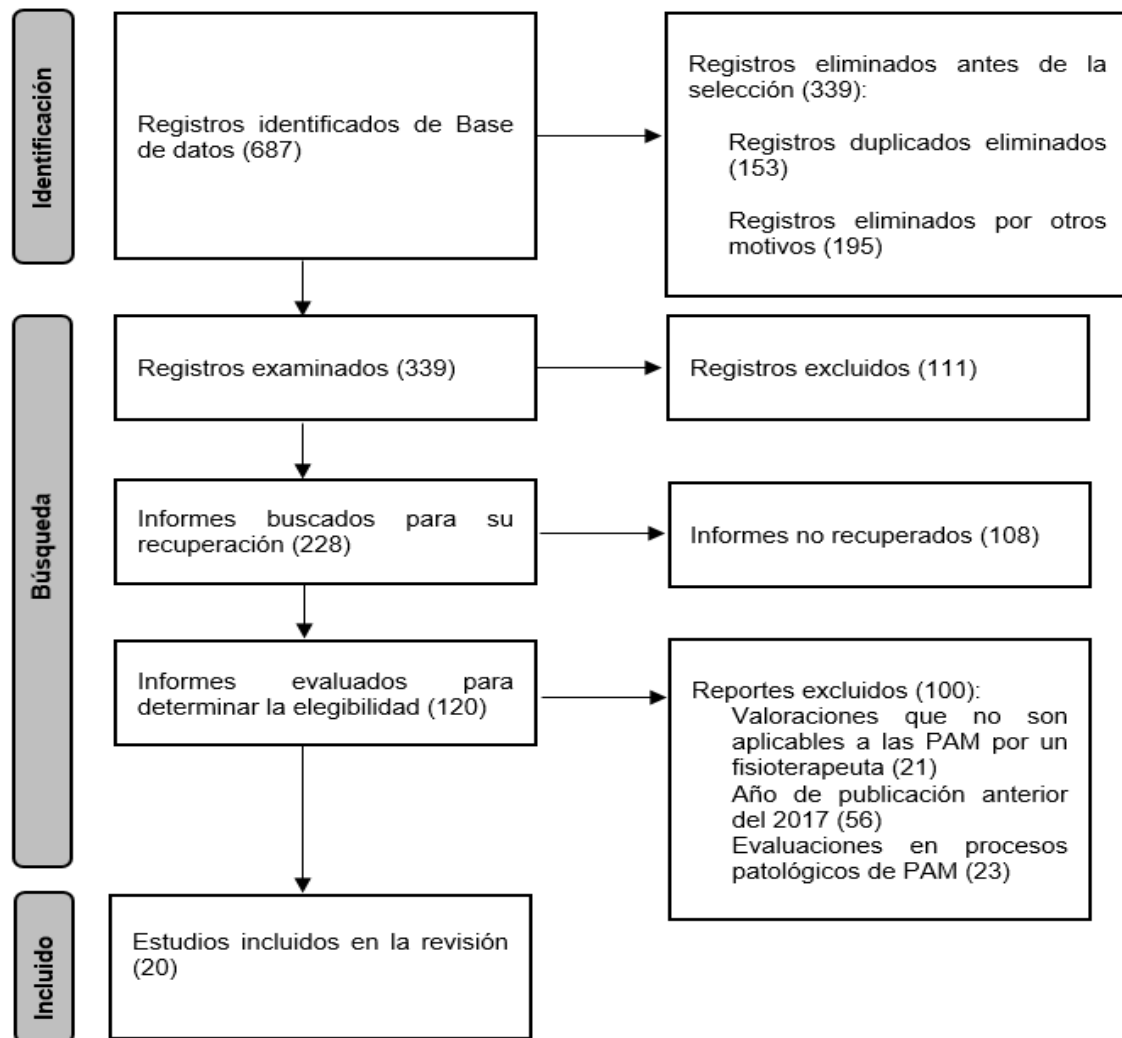 Identificación
Registros identificados de Base
de datos (687)
Registros eliminados antes de la
selección (339):
Registros duplicados eliminados
(153)
Registros eliminados por otros
motivos (195)
Búsqueda
Registros examinados (339)
Registros excluidos (111)
Informes buscados para su
recuperación (228)
Informes no recuperados (108)
Informes evaluados para
determinar la elegibilidad (120)
Reportes excluidos (100):
Valoraciones que no son
aplicables a las PAM por un
fisioterapeuta (21)
Año de publicación anterior
del 2017 (56)
Evaluaciones en procesos
patológicos de PAM (23)
Incluido
Estudios incluidos en la revisión
(20)